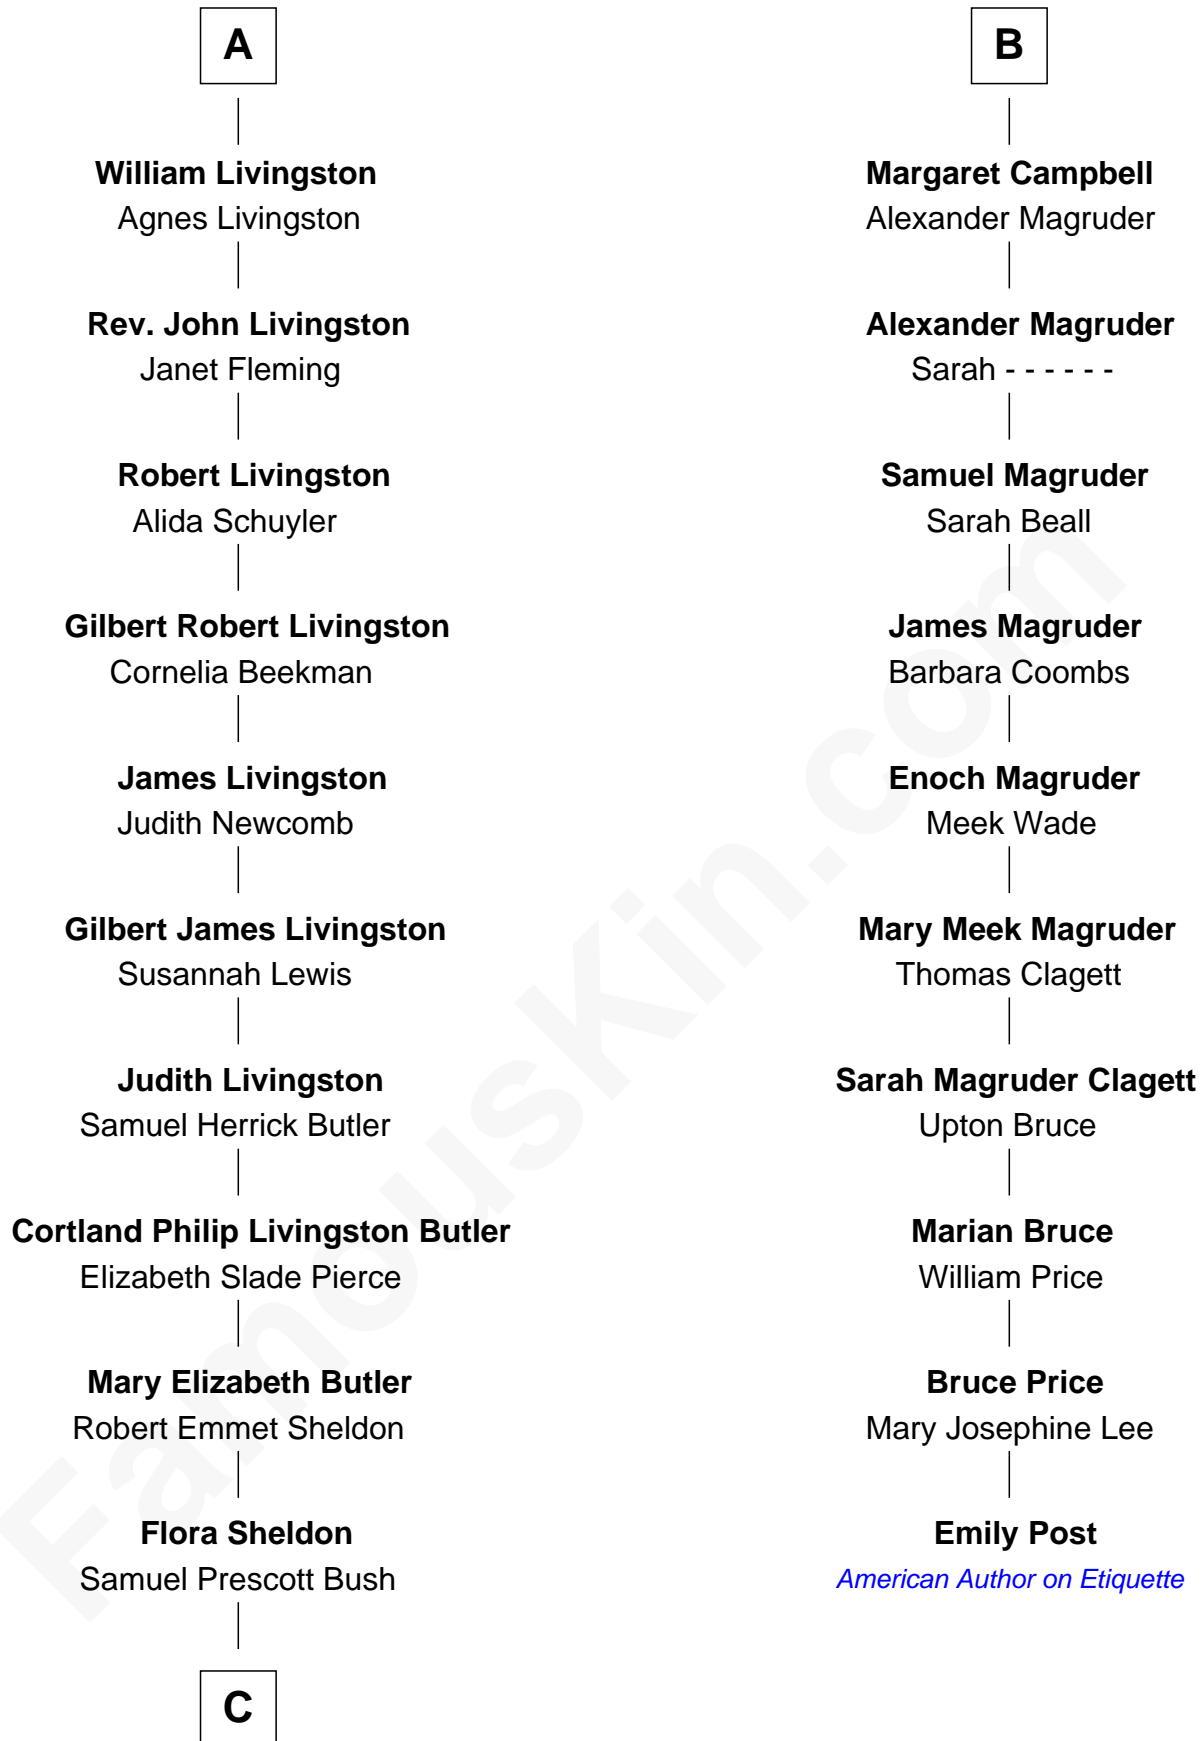 A
William Livingston
Agnes Livingston
Rev. John Livingston
Janet Fleming
Robert Livingston
Alida Schuyler
Gilbert Robert Livingston
Cornelia Beekman
James Livingston
Judith Newcomb
Gilbert James Livingston
Susannah Lewis
Judith Livingston
Samuel Herrick Butler
Cortland Philip Livingston Butler
Elizabeth Slade Pierce
Mary Elizabeth Butler
Robert Emmet Sheldon
Flora Sheldon
Samuel Prescott Bush
C
B
Margaret Campbell
Alexander Magruder
Alexander Magruder
Sarah - - - - - -
Samuel Magruder
Sarah Beall
James Magruder
Barbara Coombs
Enoch Magruder
Meek Wade
Mary Meek Magruder
Thomas Clagett
Sarah Magruder Clagett
Upton Bruce
Marian Bruce
William Price
Bruce Price
Mary Josephine Lee
Emily Post
American Author on Etiquette
FamousKin.com